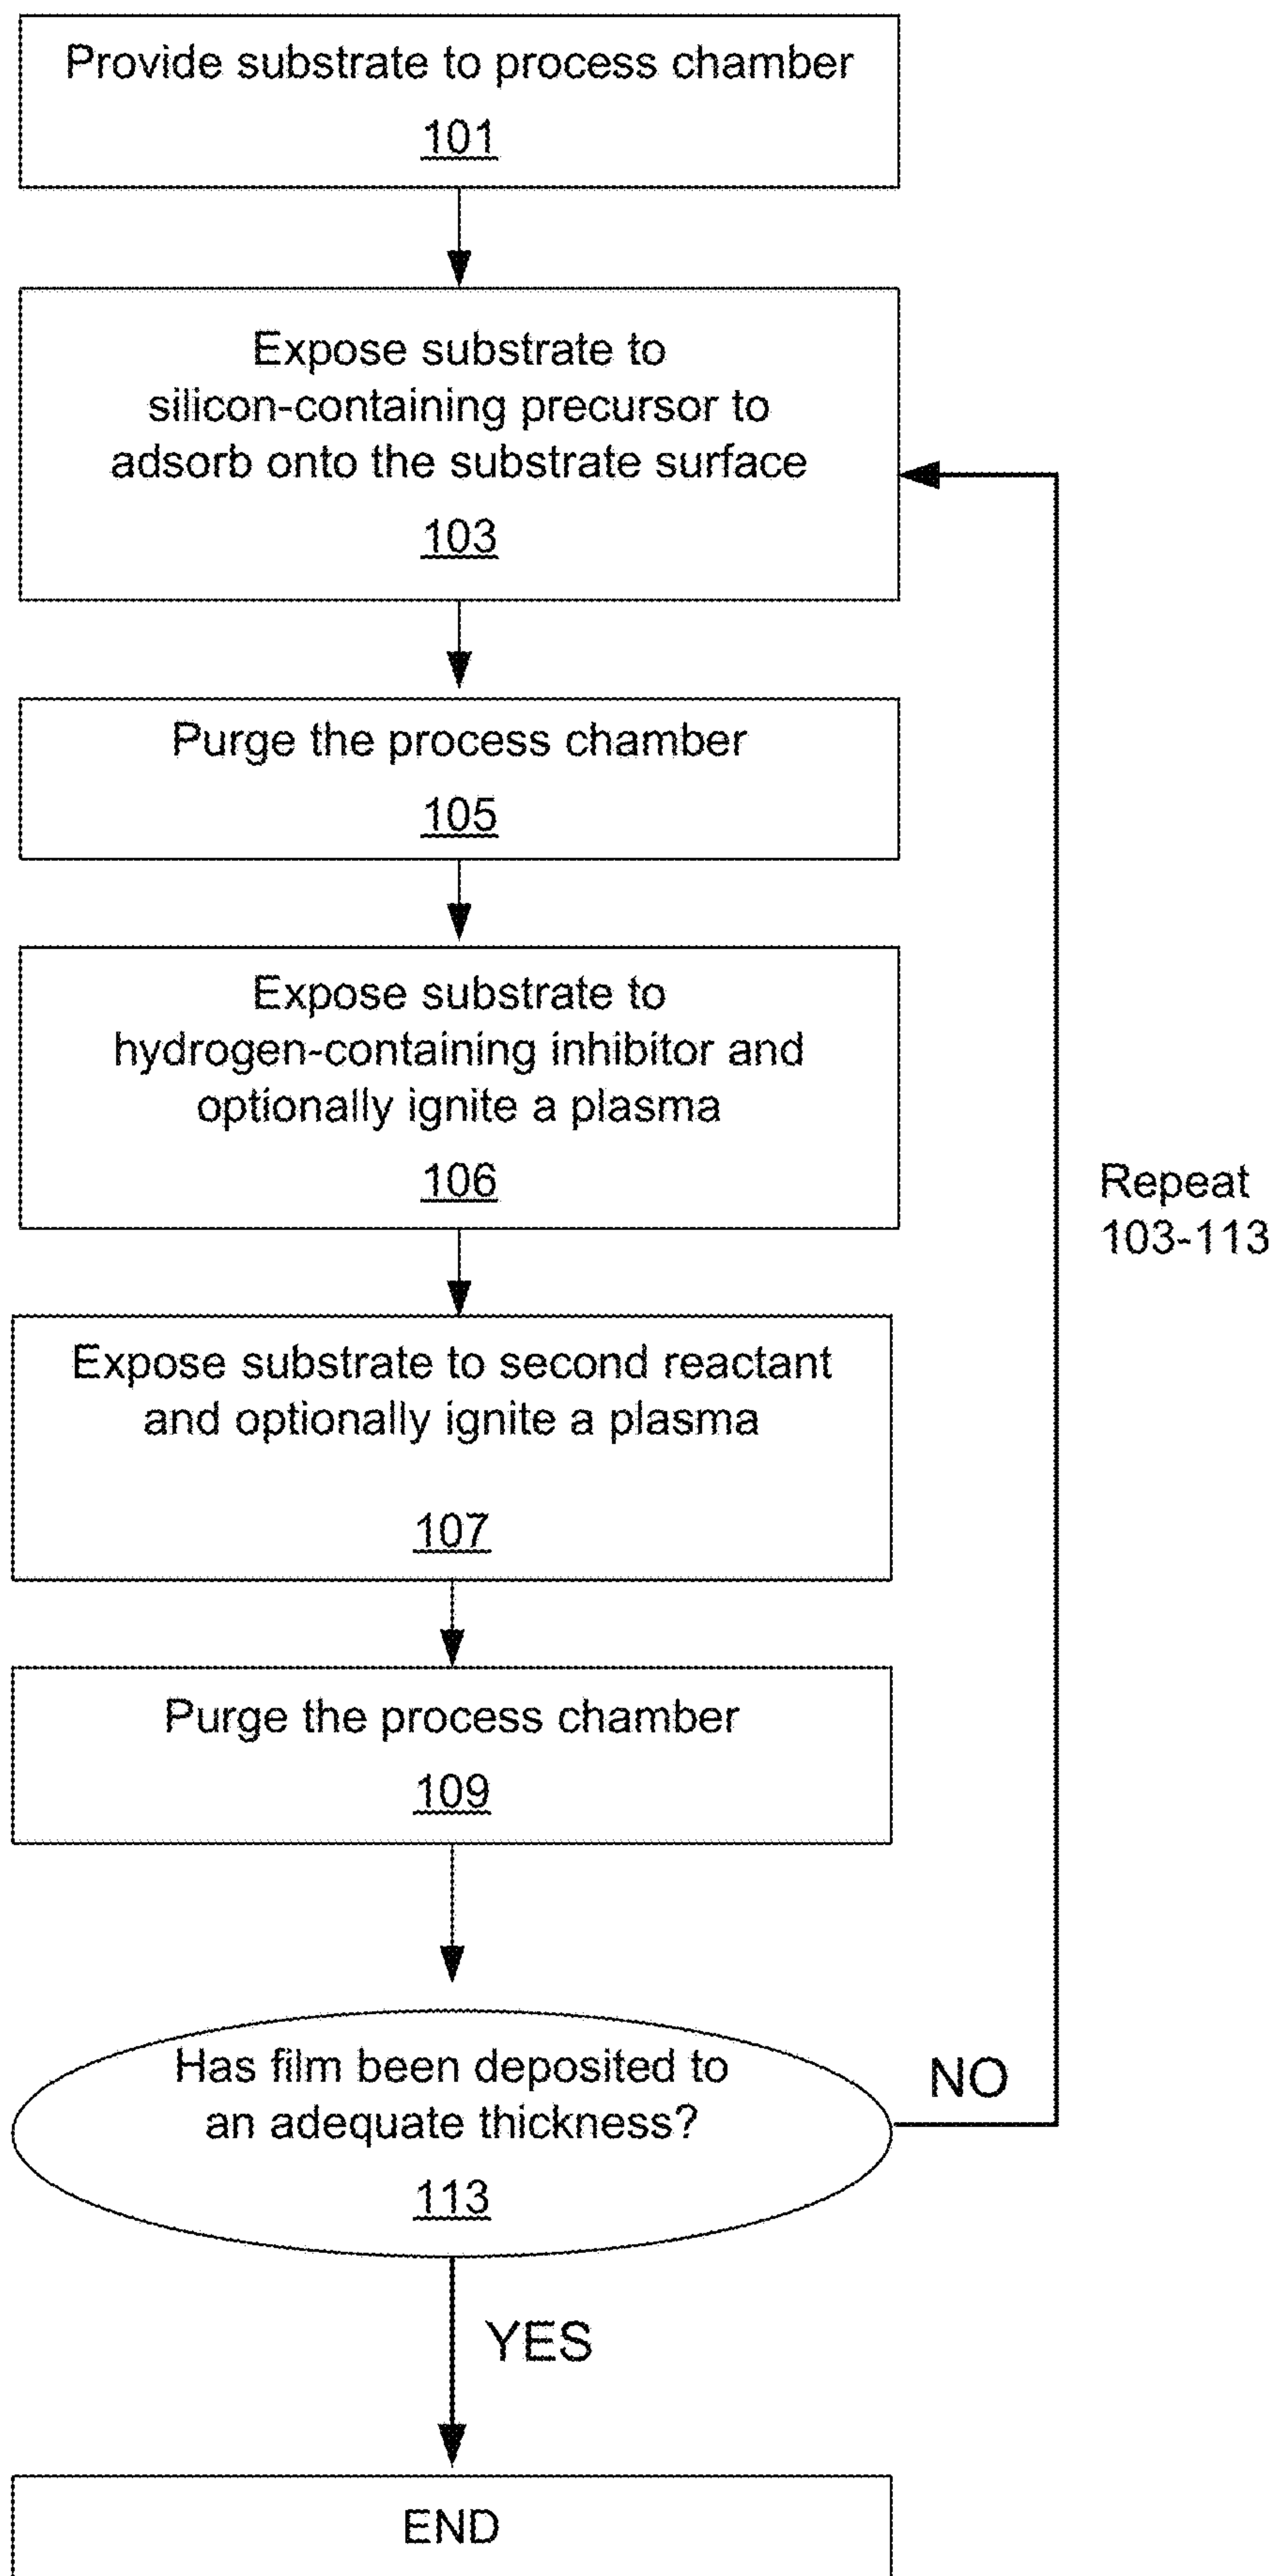 Provide substrate to process chamber
101
Expose substrate to
silicon-containing precursor to
adsorb onto the substrate surface
103
Purge the process chamber
105
Expose substrate to
hydrogen-containing inhibitor and
optionally ignite a plasma
106
Repeat
103-113
Expose substrate to second reactant
and optionally ignite a plasma
107
Purge the process chamber
109
Has film been deposited to
an adequate thickness?
113
NO
YES
END